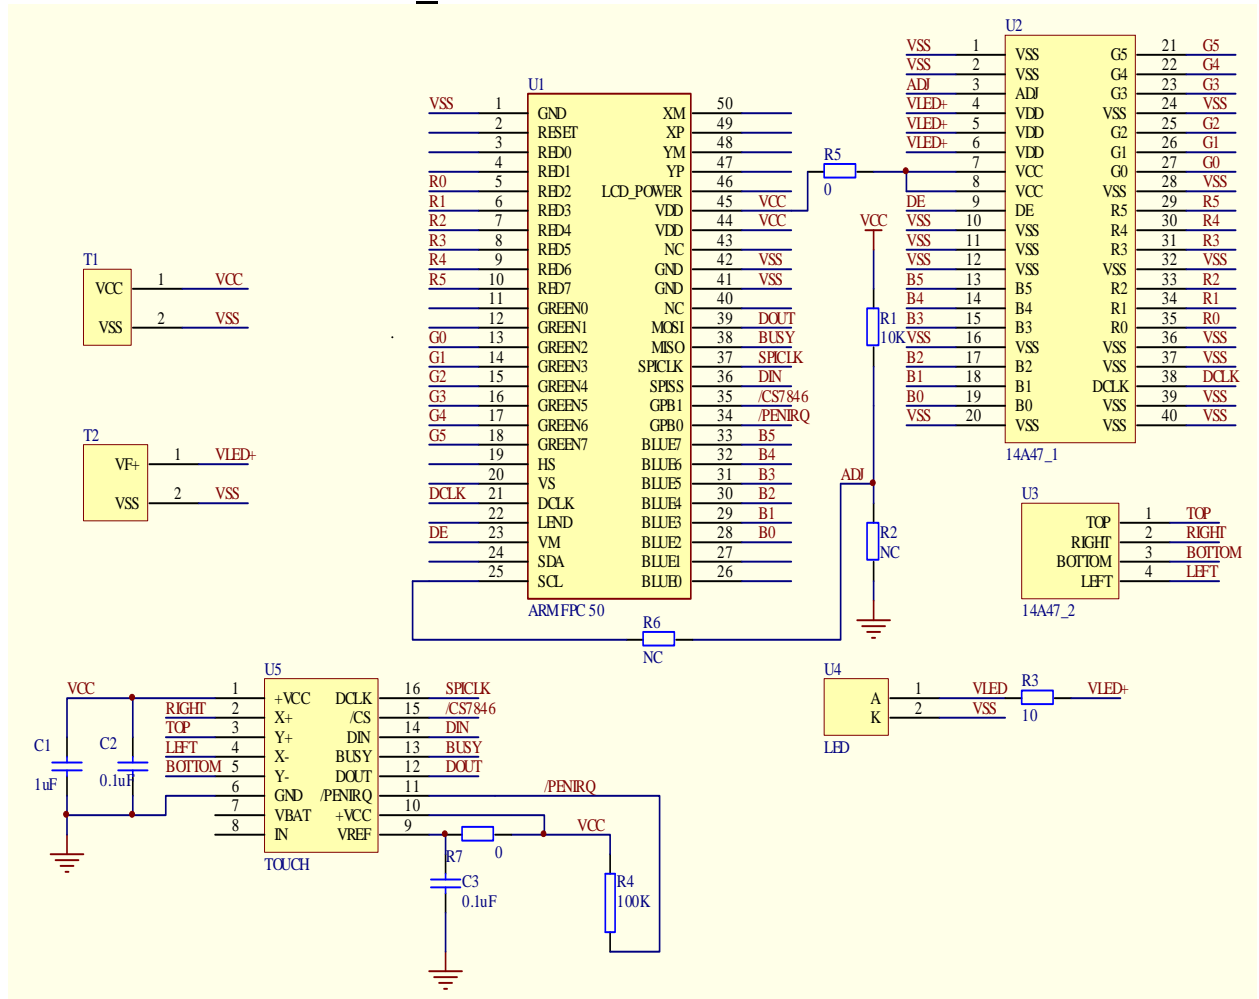 U2
VSS 1 VSS G5 21 G5
VSS 2 VSS G4 22 G4
ADJ 3 ADJ G3 23 G3
VLED+ 4 VDD VSS 24 VSS
VLED+ 5 VDD G2 25 G2
VLED+ 6 VDD G1 26 G1
7 VCC G0 27 G0
8 VCC VSS 28 VSS
DE 9 DE R5 29 R5
VSS 10 VSS R4 30 R4
VSS 11 VSS R3 31 R3
VSS 12 VSS VSS 32 VSS
B5 13 B5 R2 33 R2
B4 14 B4 R1 34 R1
B3 15 B3 R0 35 R0
VSS 16 VSS VSS 36 VSS
B2 17 B2 VSS 37 VSS
B1 18 B1 DCLK 38 DCLK
B0 19 B0 VSS 39 VSS
VSS 20 VSS VSS 40 VSS
14A47_1
U1
VSS 1 GND XM 50
2 RESET XP 49
3 RED0 YM 48
4 RED1 YP 47
R0 5 RED2 LCD_POWER 46
R1 6 RED3 VDD 45 VCC
R2 7 RED4 VDD 44 VCC
R3 8 RED5 NC 43
R4 9 RED6 GND 42 VSS
R5 10 RED7 GND 41 VSS
11 GREEN0 NC 40
12 GREEN1 MOSI 39 DOUT
G0 13 GREEN2 MISO 38 BUSY
G1 14 GREEN3 SPICLK 37 SPICLK
G2 15 GREEN4 SPISS 36 DIN
G3 16 GREEN5 GPB1 35 /CS7846
G4 17 GREEN6 GPB0 34 /PENIRQ
G5 18 GREEN7 BLUE7 33 B5
19 HS BLUE6 32 B4
20 VS BLUE5 31 B3
DCLK 21 DCLK BLUE4 30 B2
22 LEND BLUE3 29 B1
DE 23 VM BLUE2 28 B0
24 SDA BLUE1 27
25 SCL BLUE0 26
ARM FPC 50
R5
0
VCC
R1
10K
ADJ
R2
NC
R6
NC
T1
VCC 1 VCC
VSS 2 VSS
T2
VF+ 1 VLED+
VSS 2 VSS
U3
TOP 1 TOP
RIGHT 2 RIGHT
BOTTOM 3 BOTTOM
LEFT 4 LEFT
14A47_2
U4
A 1 VLED
K 2 VSS
LED
R3
10
VLED+
U5
VCC 1 +VCC DCLK 16 SPICLK
RIGHT 2 X+ /CS 15 /CS7846
TOP 3 Y+ DIN 14 DIN
LEFT 4 X- BUSY 13 BUSY
BOTTOM 5 Y- DOUT 12 DOUT
6 GND /PENIRQ 11 /PENIRQ
7 VBAT +VCC 10
8 IN VREF 9
TOUCH
C1
1uF
C2
0.1uF
VCC
R7
0
C3
0.1uF
R4
100K